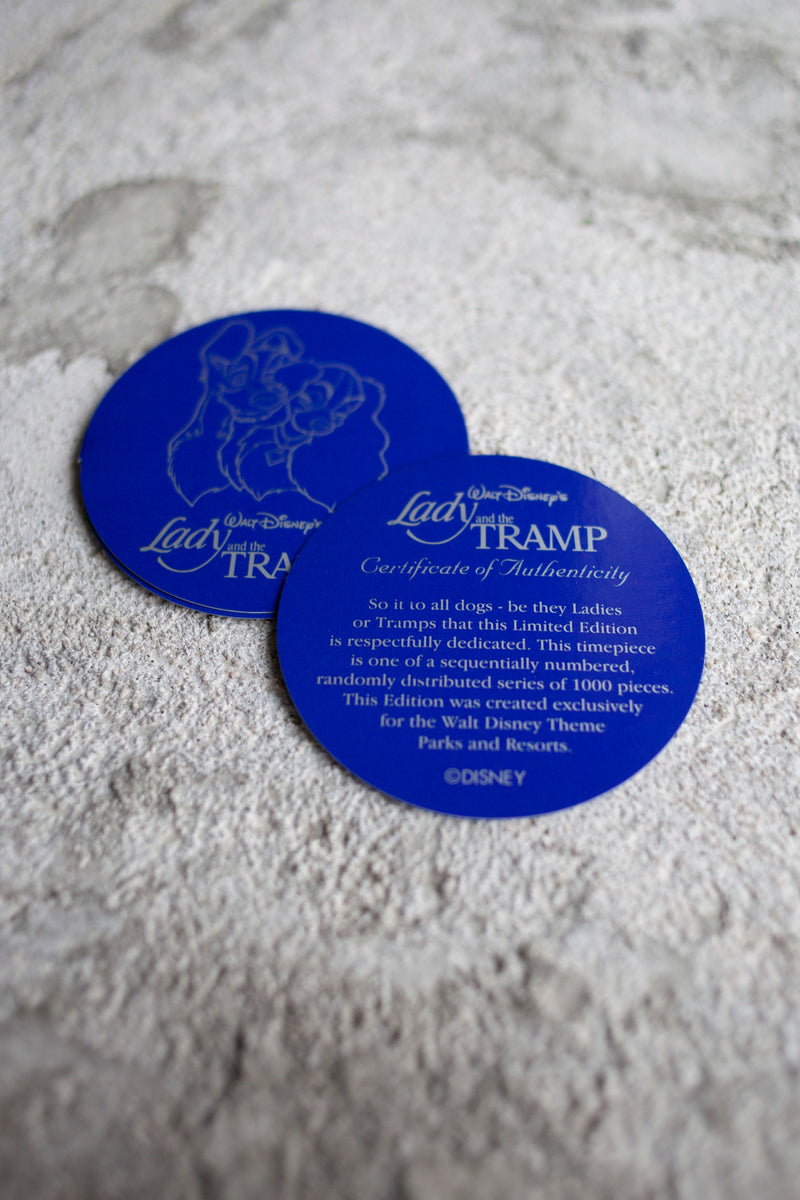 Walt Disney's
Lady and the
TRA
Walt Disney's
Lady and the
TRAMP
Certificate of Authenticity
So it to all dogs - be they Ladies
or Tramps that this Limited Edition
is respectfully dedicated. This timepiece
is one of a sequentially numbered,
randomly distributed series of 1000 pieces.
This Edition was created exclusively
for the Walt Disney Theme
Parks and Resorts.
©DISNEY